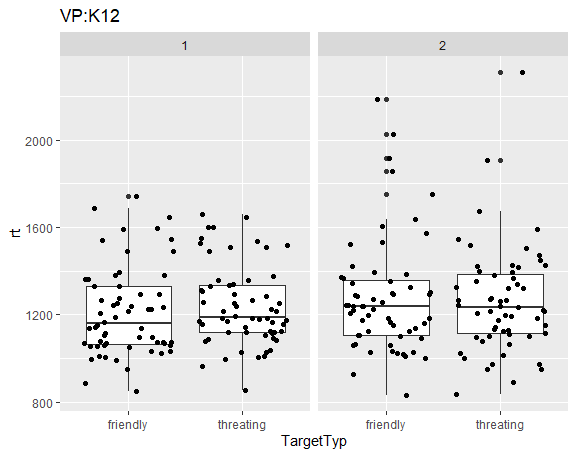 VP:K12
1
2
rt
2000
1600
1200
800
friendly
threating
friendly
threating
TargetTyp